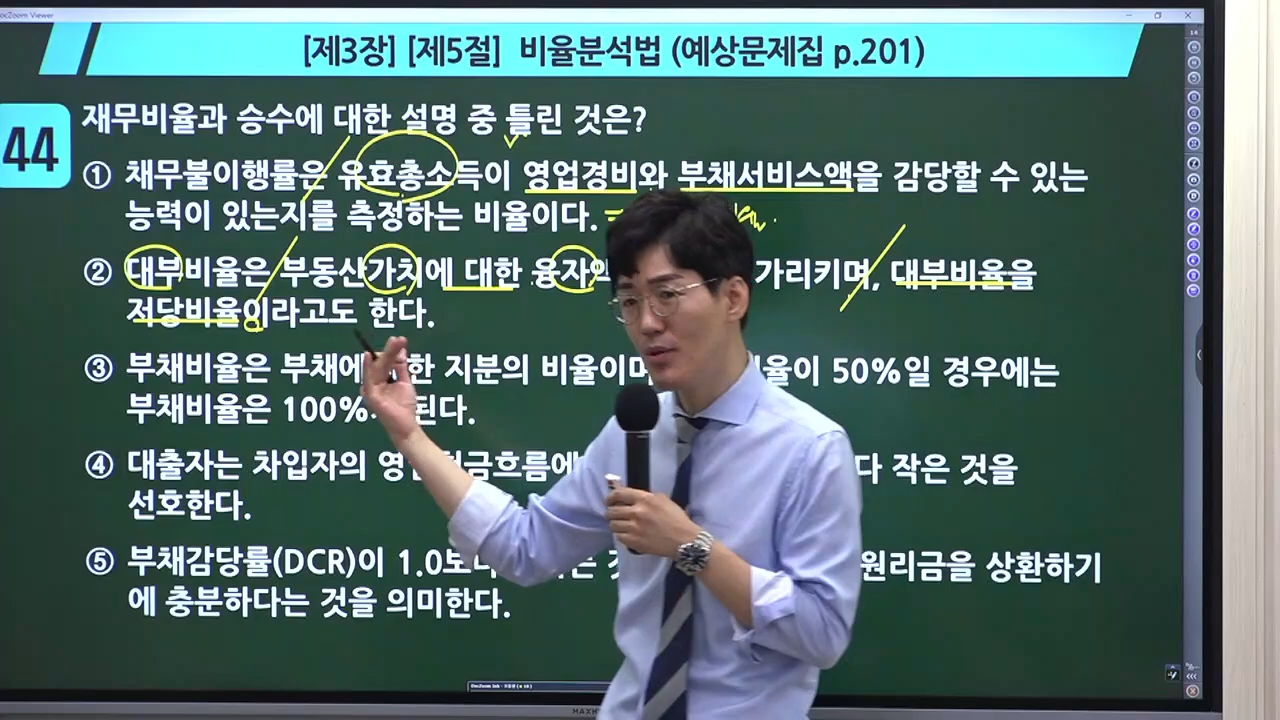 DocZoom Viewer
[제3장] [제5절] 비율분석법 (예상문제집 p.201)
44
재무비율과 승수에 대한 설명 중 틀린 것은?
① 채무불이행률은 유효총소득이 영업경비와 부채서비스액을 감당할 수 있는
능력이 있는지를 측정하는 비율이다.
② 대부비율은 부동산가치에 대한 융자 가리키며, 대부비율을
저당비율이라고도 한다.
③ 부채비율은 부채에 한 지분의 비율이며 율이 50%일 경우에는
부채비율은 100% 된다.
④ 대출자는 차입자의 영 현금흐름에 다 작은 것을
선호한다.
⑤ 부채감당률(DCR)이 1.0보다 는 원리금을 상환하기
에 충분하다는 것을 의미한다.